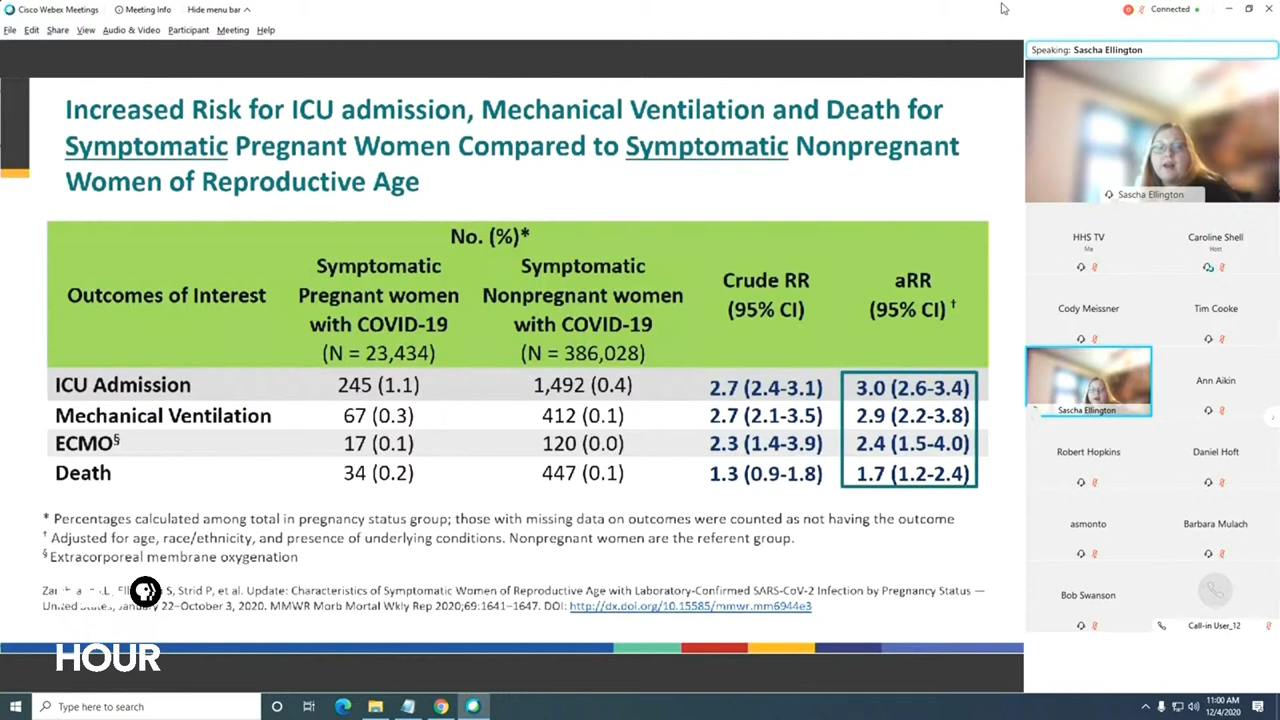 Cisco Webex Meetings
Meeting Info
Hide menu bar
Connected
File Edit Share View Audio & Video Participant Meeting Help
Speaking: Sascha Ellington
Increased Risk for ICU admission, Mechanical Ventilation and Death for
Symptomatic Pregnant Women Compared to Symptomatic Nonpregnant
Women of Reproductive Age
No. (%)*
Outcomes of Interest
Symptomatic
Pregnant women
with COVID-19
(N = 23,434)
Symptomatic
Nonpregnant women
with COVID-19
(N = 386,028)
Crude RR
(95% CI)
aRR
(95% CI) †
ICU Admission 245 (1.1) 1,492 (0.4) 2.7 (2.4-3.1) 3.0 (2.6-3.4)
Mechanical Ventilation 67 (0.3) 412 (0.1) 2.7 (2.1-3.5) 2.9 (2.2-3.8)
ECMO§ 17 (0.1) 120 (0.0) 2.3 (1.4-3.9) 2.4 (1.5-4.0)
Death 34 (0.2) 447 (0.1) 1.3 (0.9-1.8) 1.7 (1.2-2.4)
* Percentages calculated among total in pregnancy status group; those with missing data on outcomes were counted as not having the outcome
† Adjusted for age, race/ethnicity, and presence of underlying conditions. Nonpregnant women are the referent group.
§ Extracorporeal membrane oxygenation
S, Strid P, et al. Update: Characteristics of Symptomatic Women of Reproductive Age with Laboratory-Confirmed SARS-CoV-2 Infection by Pregnancy Status —
United States, January 22–October 3, 2020. MMWR Morb Mortal Wkly Rep 2020;69:1641–1647. DOI: http://dx.doi.org/10.15585/mmwr.mm6944e3
HOUR
Sascha Ellington
HHS TV
Me
Caroline Shell
Host
Cody Meissner
Tim Cooke
Sascha Ellington
Ann Aikin
Robert Hopkins
Daniel Hoft
asmonto
Barbara Mulach
Bob Swanson
Call-in User_12
Type here to search
11:00 AM
12/4/2020